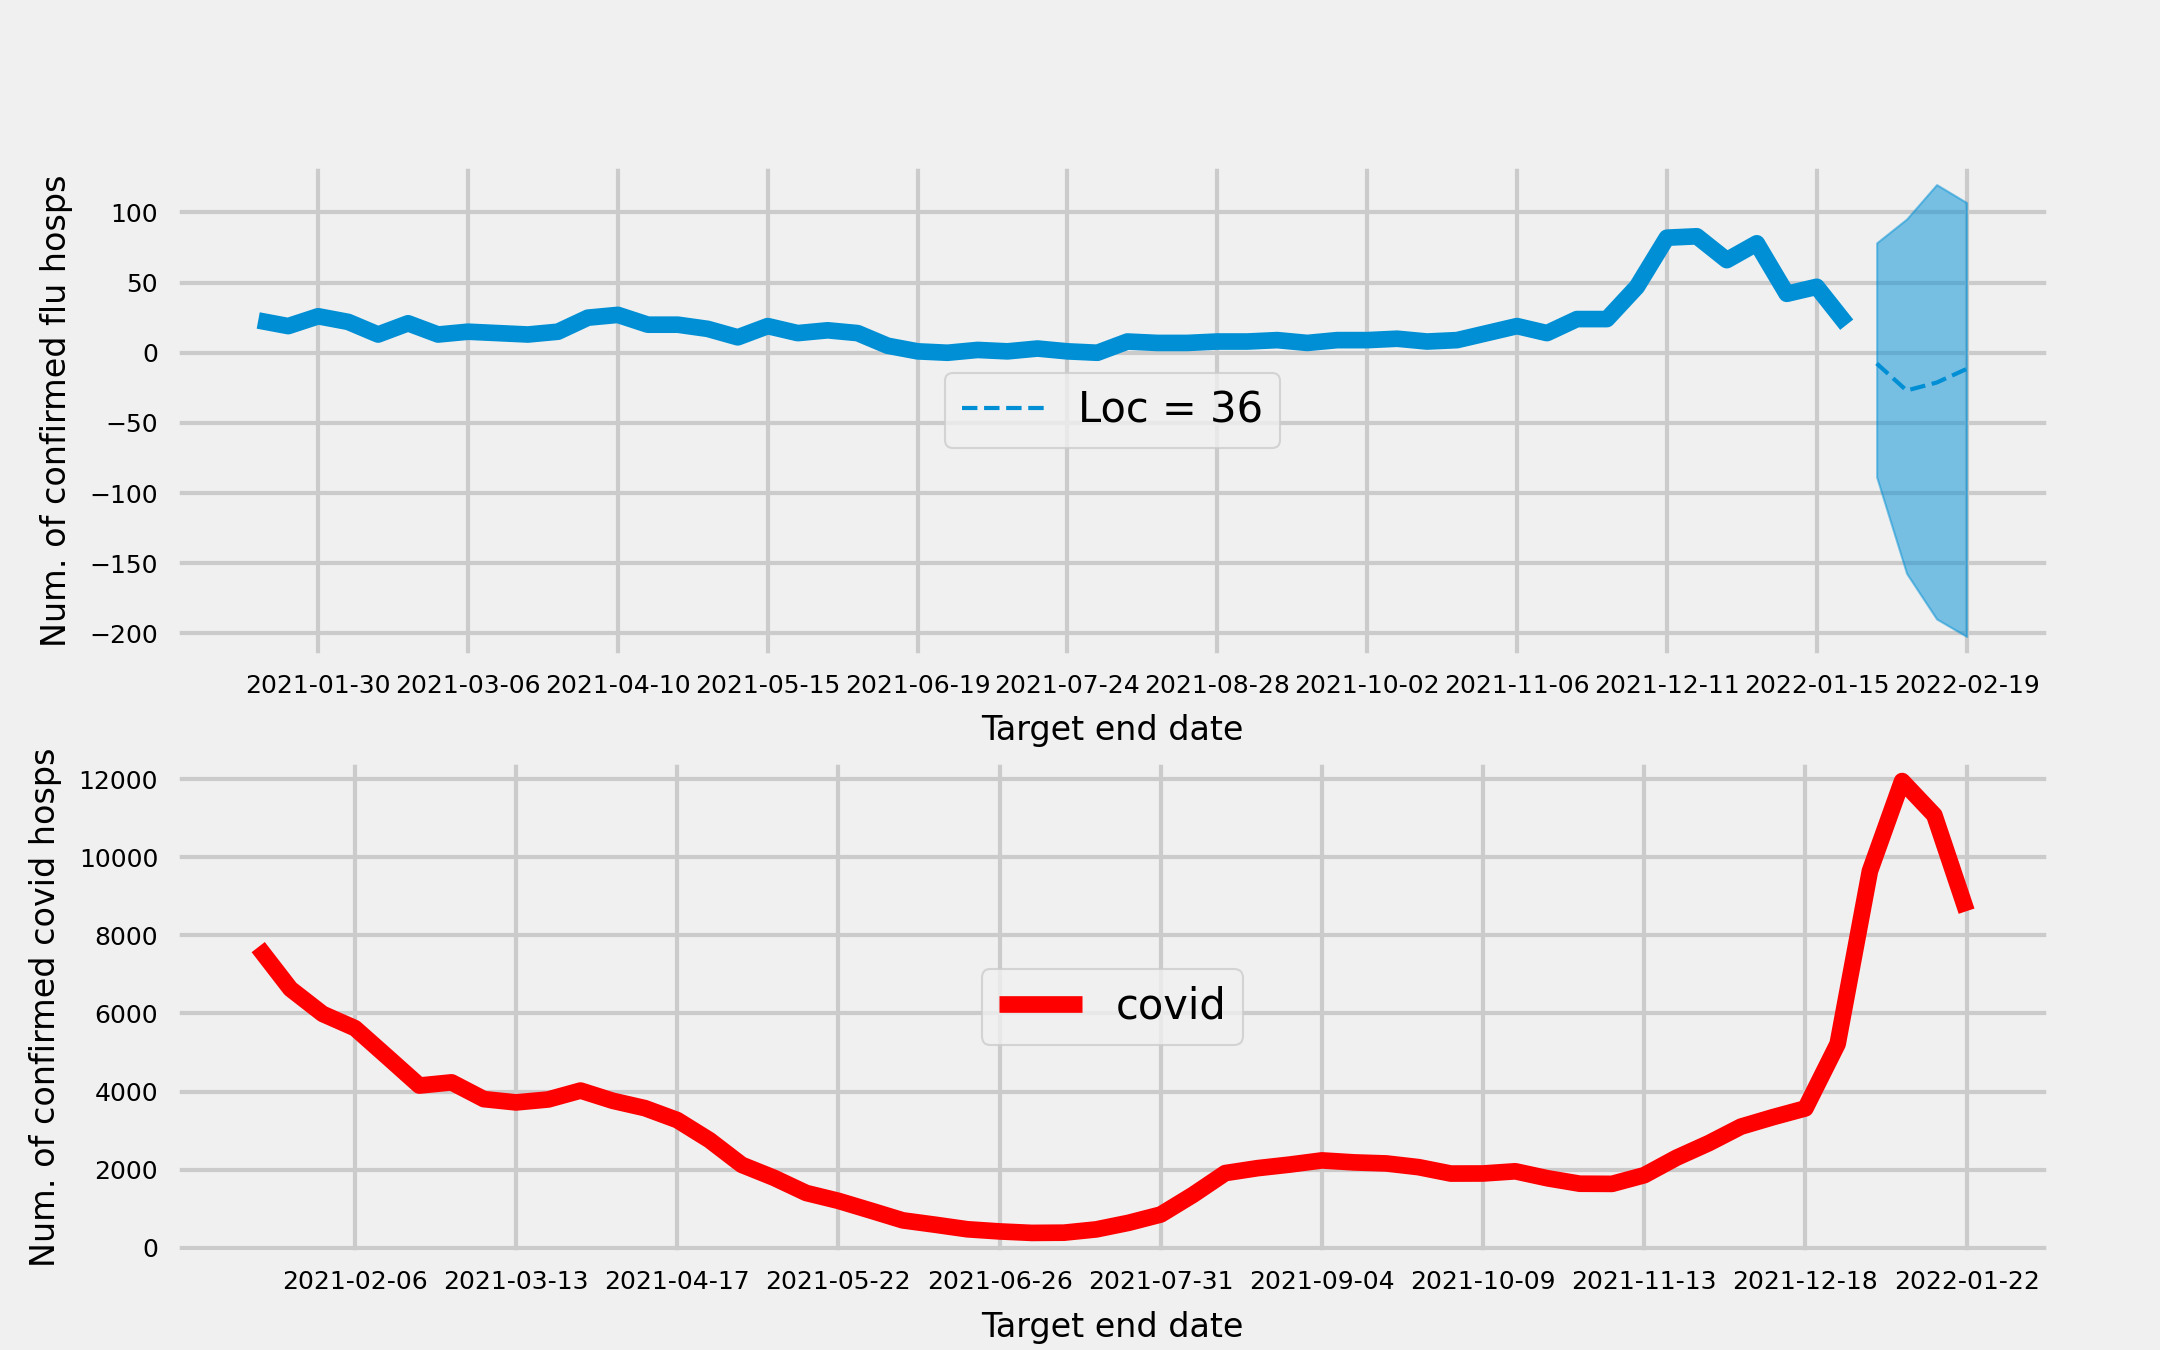 Num. of confirmed flu hosps
100
50
0
−50
−100
−150
−200
Loc = 36
2021-01-30 2021-03-06 2021-04-10 2021-05-15 2021-06-19 2021-07-24 2021-08-28 2021-10-02 2021-11-06 2021-12-11 2022-01-15 2022-02-19
Target end date
Num. of confirmed covid hosps
12000
10000
8000
6000
4000
2000
0
covid
2021-02-06 2021-03-13 2021-04-17 2021-05-22 2021-06-26 2021-07-31 2021-09-04 2021-10-09 2021-11-13 2021-12-18 2022-01-22
Target end date